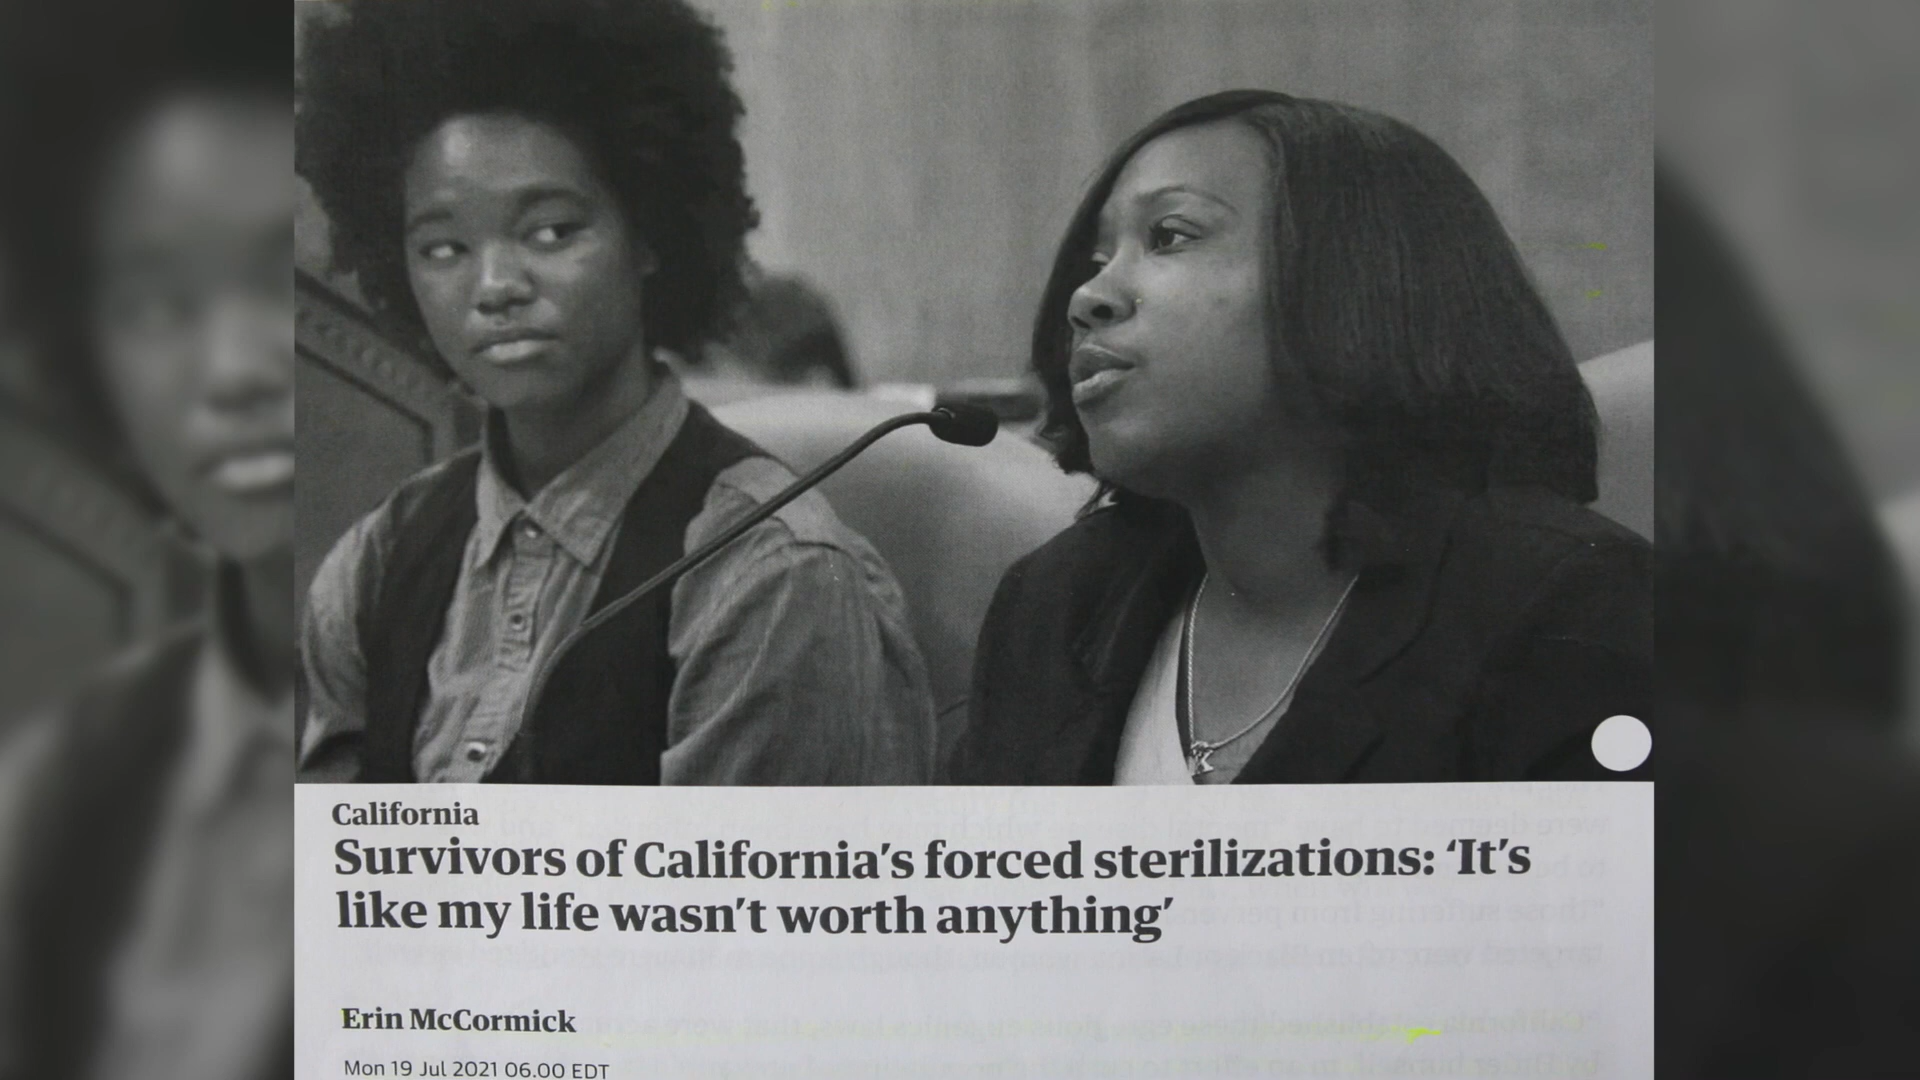 California
Survivors of California’s forced sterilizations: ‘It’s
like my life wasn’t worth anything’
Erin McCormick
Mon 19 Jul 2021 06.00 EDT